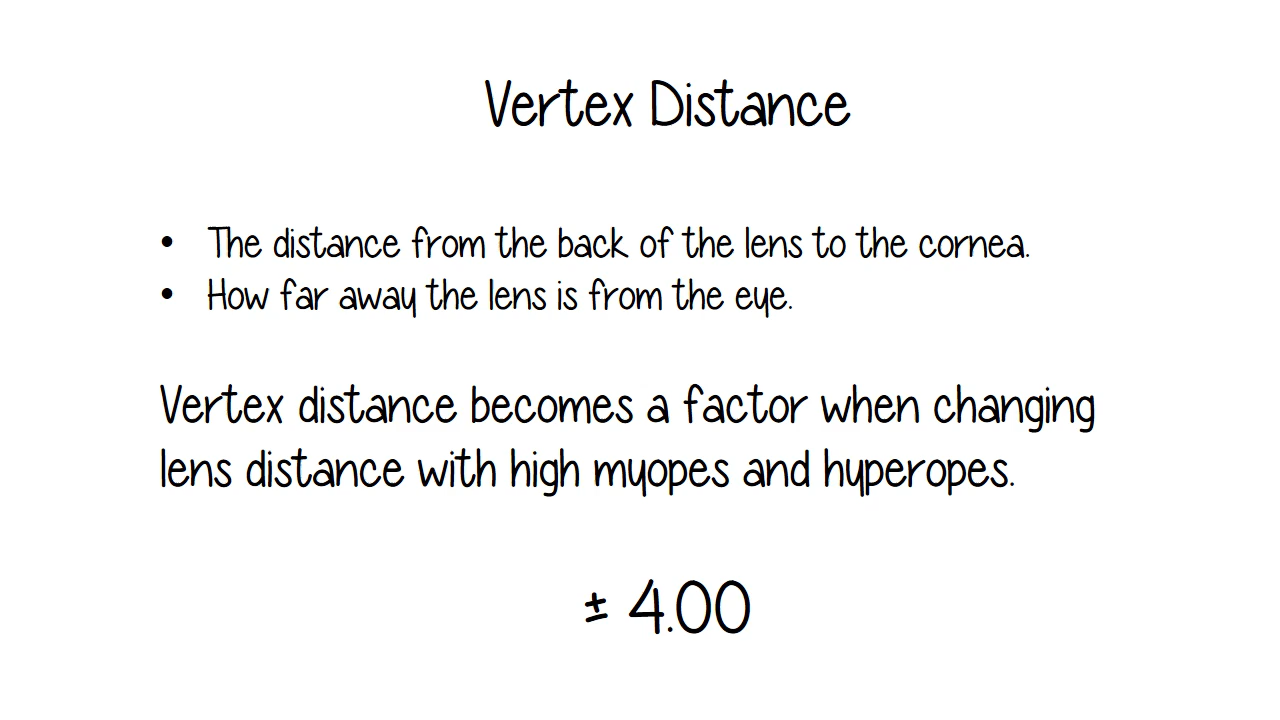 Vertex Distance
• The distance from the back of the lens to the cornea.
• How far away the lens is from the eye.
Vertex distance becomes a factor when changing
lens distance with high myopes and hyperopes.
± 4.00